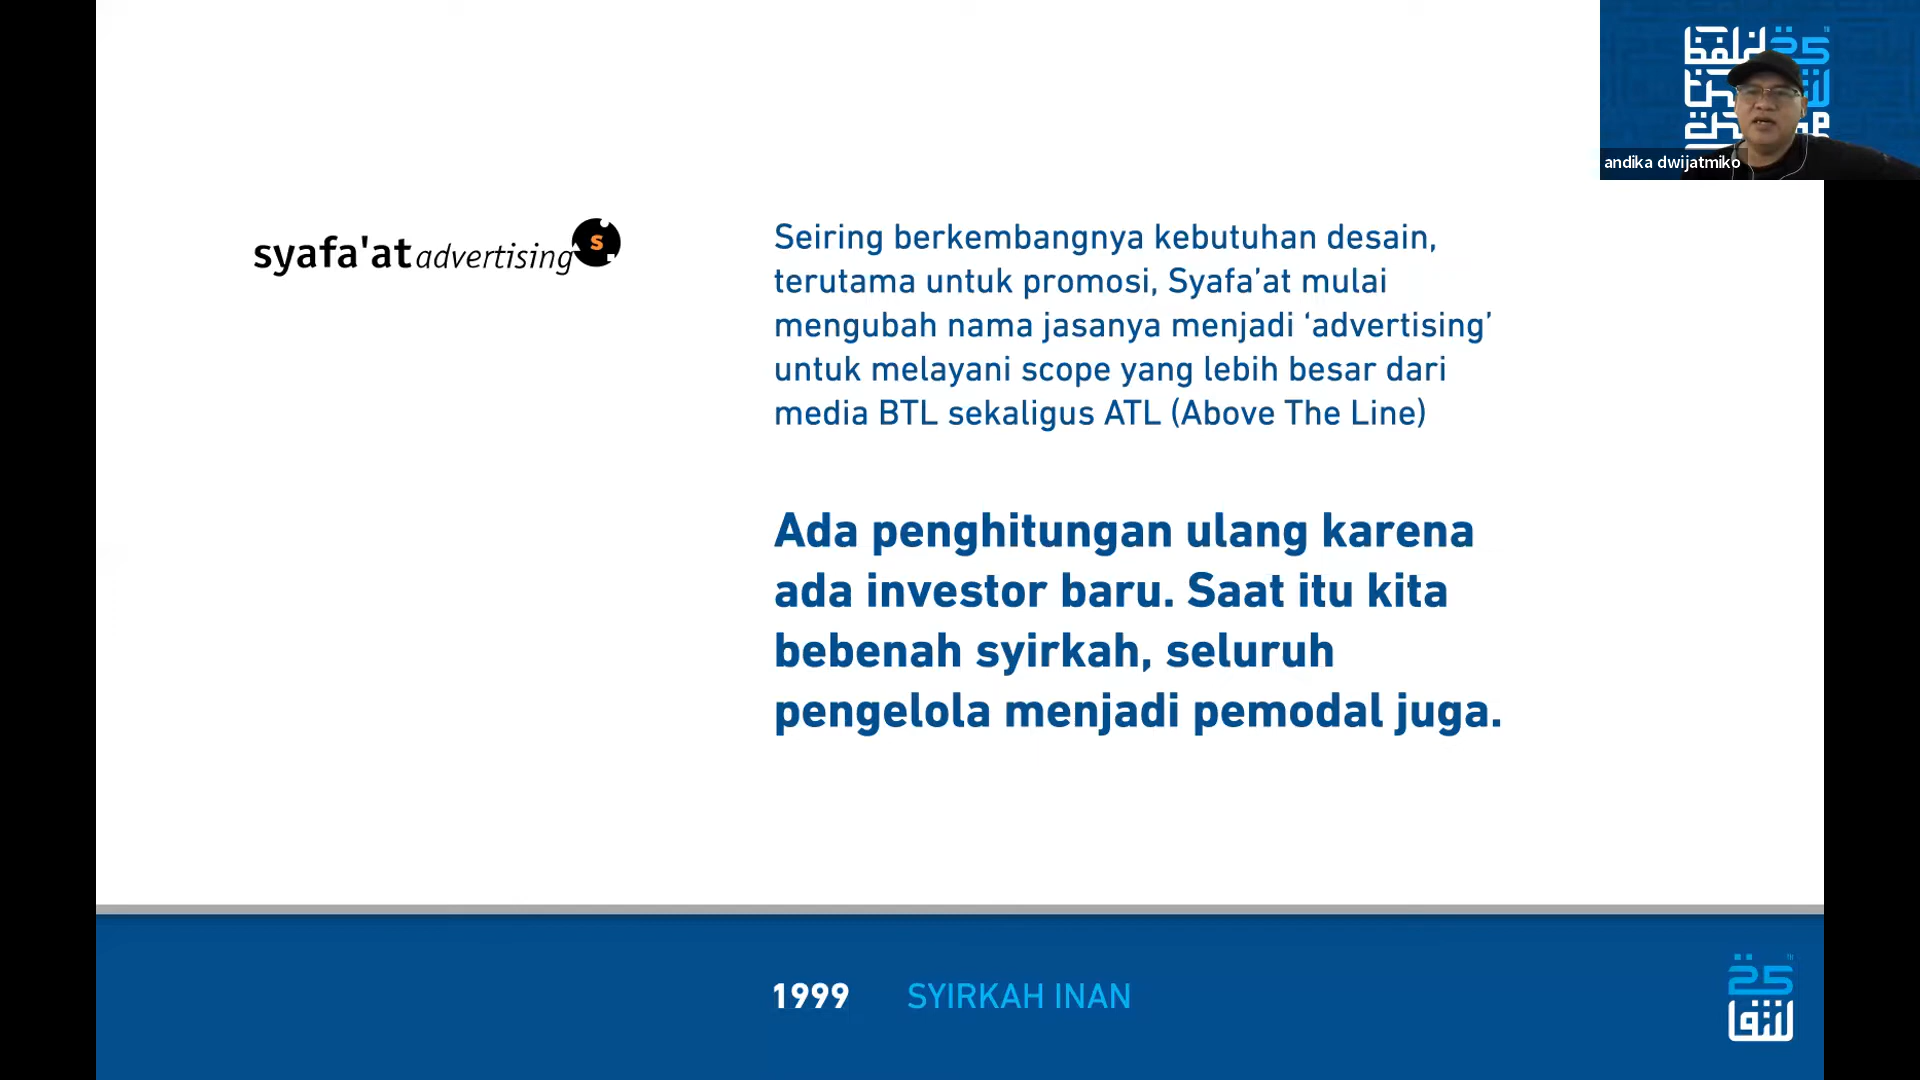 andika dwijatmiko
syafa'at advertising s
Seiring berkembangnya kebutuhan desain,
terutama untuk promosi, Syafa’at mulai
mengubah nama jasanya menjadi ‘advertising’
untuk melayani scope yang lebih besar dari
media BTL sekaligus ATL (Above The Line)
Ada penghitungan ulang karena
ada investor baru. Saat itu kita
bebenah syirkah, seluruh
pengelola menjadi pemodal juga.
1999 SYIRKAH INAN
25 TH